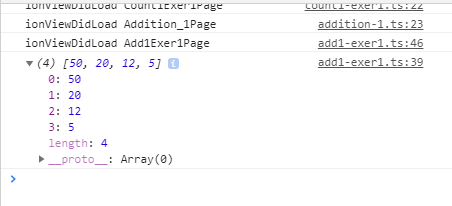 ionViewDidLoad Count1Exer1Page count1-exer1.ts:22
ionViewDidLoad Addition_1Page addition-1.ts:23
ionViewDidLoad Add1Exer1Page add1-exer1.ts:46
(4) [50, 20, 12, 5] i add1-exer1.ts:39
0: 50
1: 20
2: 12
3: 5
length: 4
__proto__: Array(0)